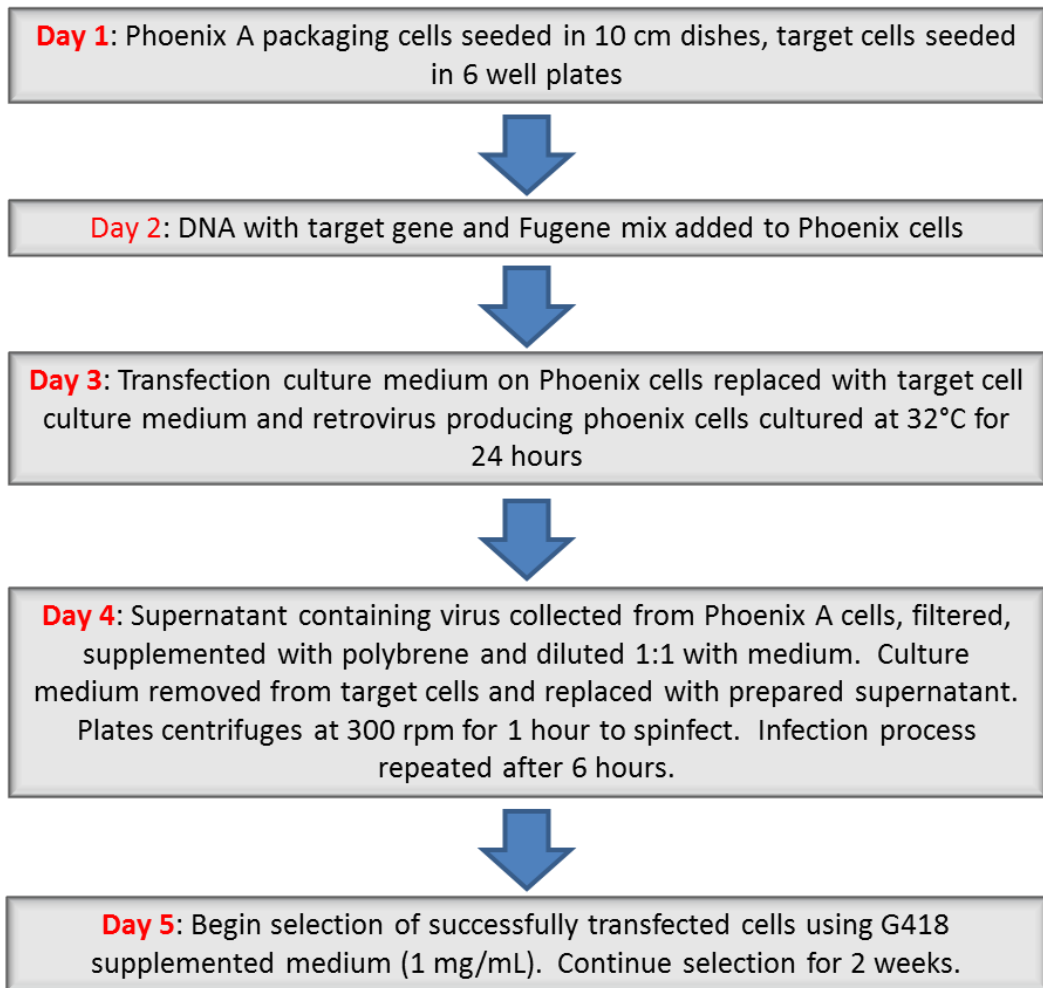 Day 1: Phoenix A packaging cells seeded in 10 cm dishes, target cells seeded
in 6 well plates
Day 2: DNA with target gene and Fugene mix added to Phoenix cells
Day 3: Transfection culture medium on Phoenix cells replaced with target cell
culture medium and retrovirus producing phoenix cells cultured at 32°C for
24 hours
Day 4: Supernatant containing virus collected from Phoenix A cells, filtered,
supplemented with polybrene and diluted 1:1 with medium.  Culture
medium removed from target cells and replaced with prepared supernatant.
Plates centrifuges at 300 rpm for 1 hour to spinfect.  Infection process
repeated after 6 hours.
Day 5: Begin selection of successfully transfected cells using G418
supplemented medium (1 mg/mL).  Continue selection for 2 weeks.